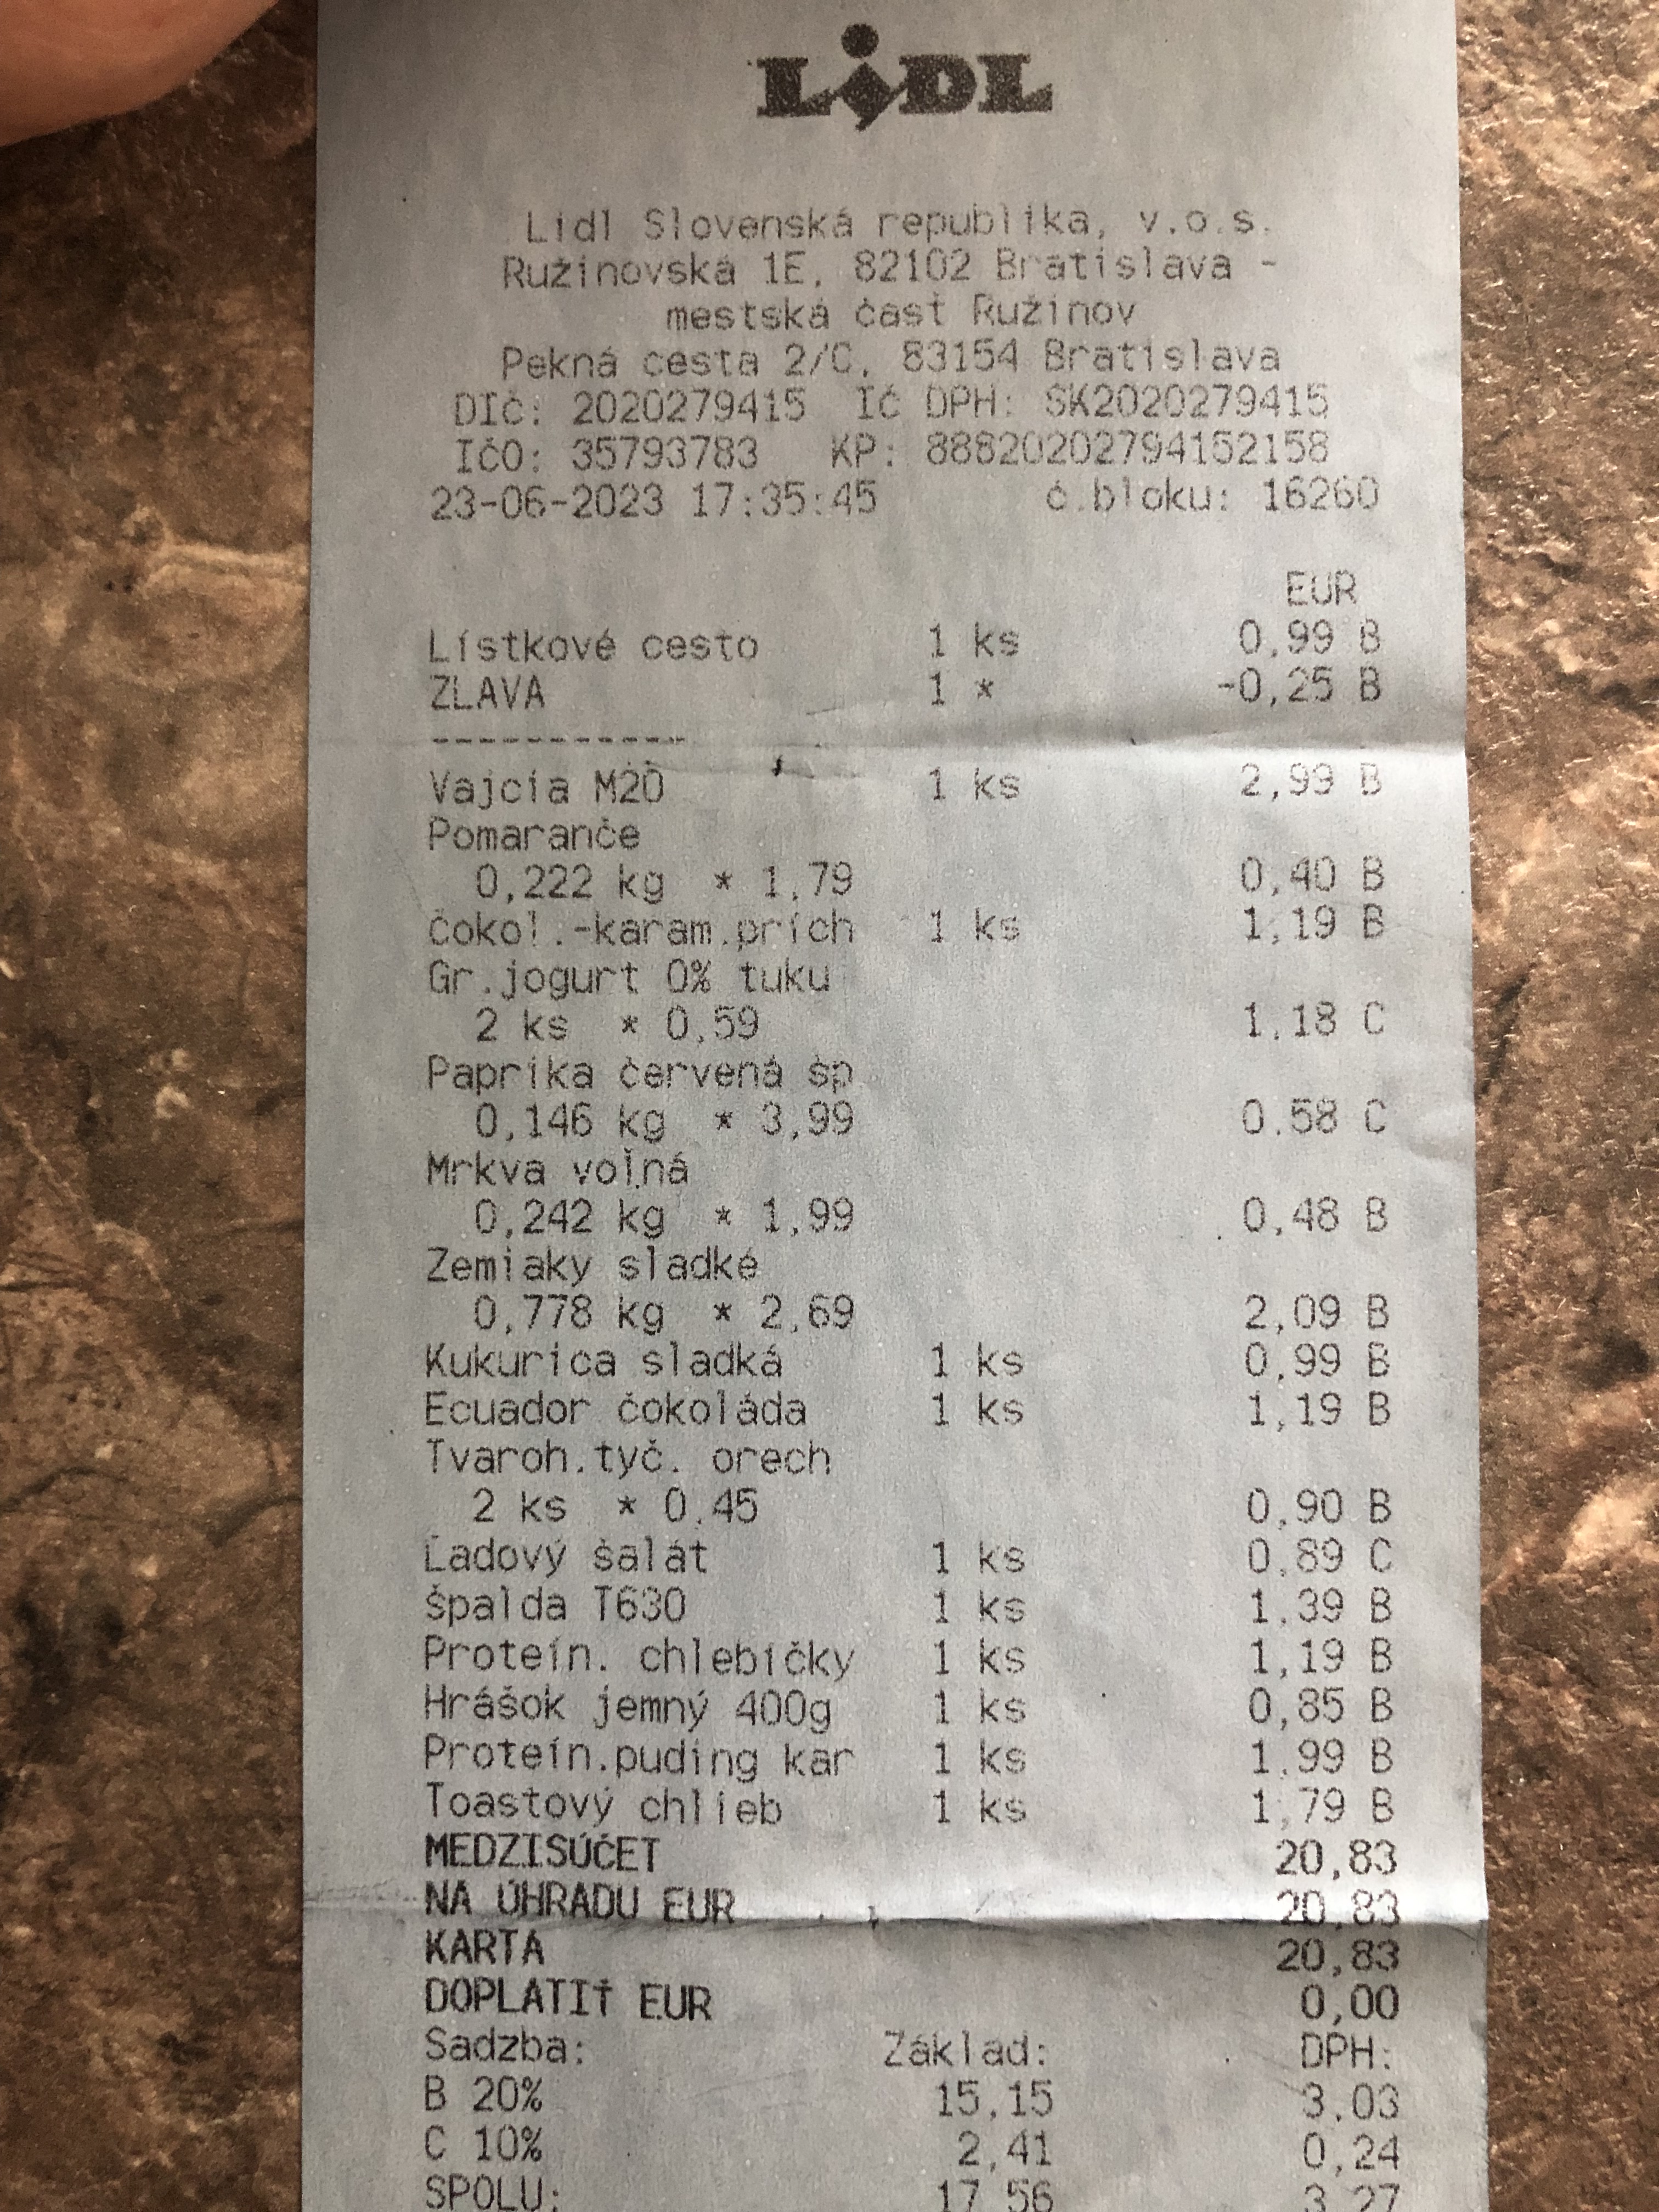 LiDL
Lidl Slovenská republika, v.o.s.
Ružinovská 1E, 82102 Bratislava -
mestská časť Ružinov
Pekná cesta 2/C, 83154 Bratislava
DIČ: 2020279415 IČ DPH: SK2020279415
IČO: 35793783 KP: 88820202794152158
23-06-2023 17:35:45 č.bloku: 16260
EUR
Lístkové cesto 1 ks 0,99 B
ZĽAVA 1 * -0,25 B
-----------
Vajcia M20 1 ks 2,99 B
Pomaranče
0,222 kg * 1,79 0,40 B
Čokol.-karam.prích 1 ks 1,19 B
Gr.jogurt 0% tuku
2 ks * 0,59 1,18 C
Paprika červená šp
0,146 kg * 3,99 0,58 C
Mrkva voľná
0,242 kg * 1,99 0,48 B
Zemiaky sladké
0,778 kg * 2,69 2,09 B
Kukurica sladká 1 ks 0,99 B
Ecuador čokoláda 1 ks 1,19 B
Tvaroh.tyč. orech
2 ks * 0,45 0,90 B
Ľadový šalát 1 ks 0,89 C
Špalda T630 1 ks 1,39 B
Proteín. chlebíčky 1 ks 1,19 B
Hrášok jemný 400g 1 ks 0,85 B
Proteín.puding kar 1 ks 1,99 B
Toastový chlieb 1 ks 1,79 B
MEDZISÚČET 20,83
NA ÚHRADU EUR 20,83
KARTA 20,83
DOPLATIŤ EUR 0,00
Sadzba: Základ: DPH:
B 20% 15,15 3,03
C 10% 2,41 0,24
SPOLU: 17,56 3,27